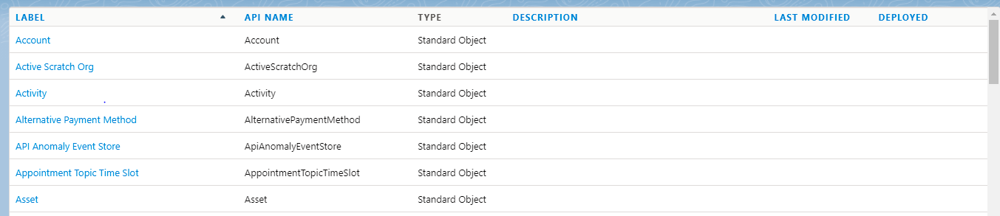 LABEL API NAME TYPE DESCRIPTION LAST MODIFIED DEPLOYED
Account Account Standard Object
Active Scratch Org ActiveScratchOrg Standard Object
Activity Activity Standard Object
Alternative Payment Method AlternativePaymentMethod Standard Object
API Anomaly Event Store ApiAnomalyEventStore Standard Object
Appointment Topic Time Slot AppointmentTopicTimeSlot Standard Object
Asset Asset Standard Object